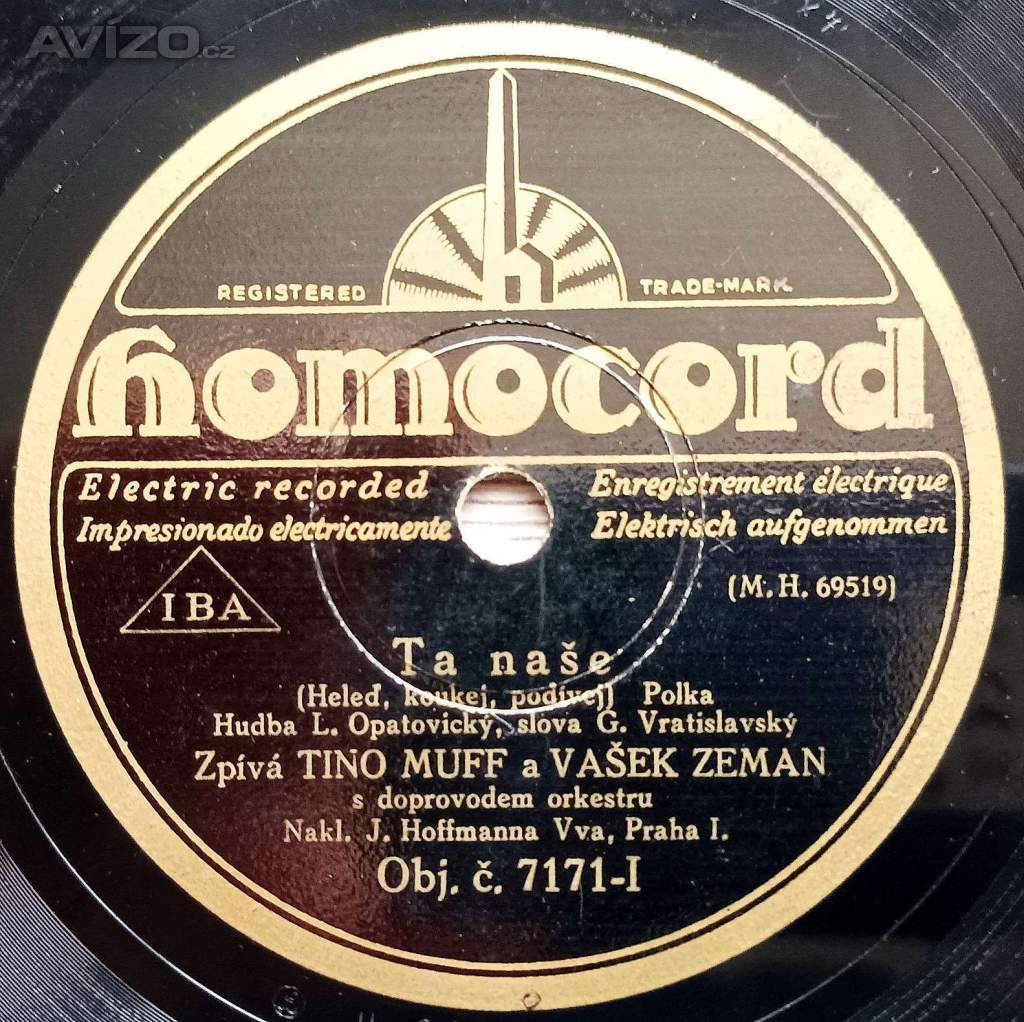 AVÍZO.cz
REGISTERED TRADE-MARK.
homocord
Electric recorded Enregistrement électrique
Impresionado electricamente Elektrisch aufgenommen
(M. H. 69519)
IBA
Ta naše
(Heleď, koukej, podívej) Polka
Hudba L. Opatovický, slova G. Vratislavský
Zpívá TINO MUFF a VAŠEK ZEMAN
s doprovodem orkestru
Nakl. J. Hoffmanna Vva, Praha I.
Obj. č. 7171-I